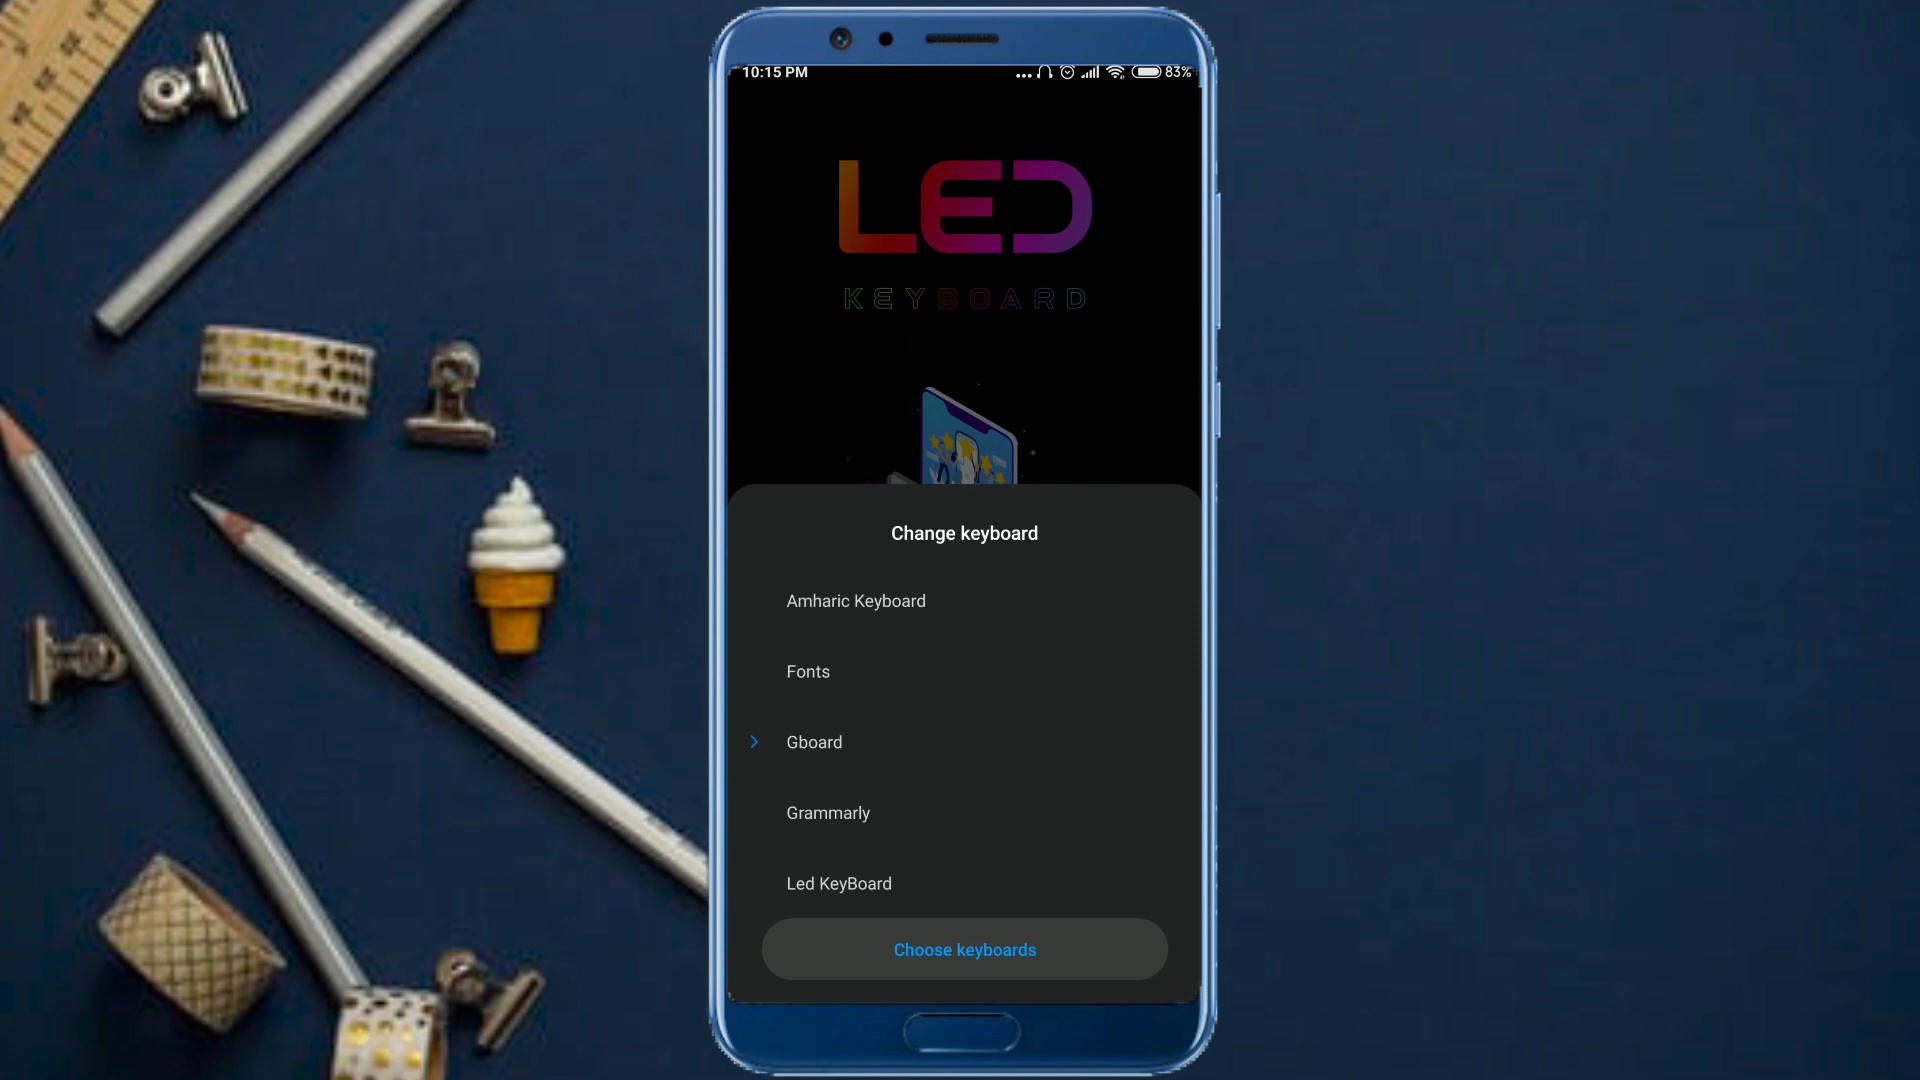 10:15 PM
83%
LED
KEYBOARD
Change keyboard
Amharic Keyboard
Fonts
Gboard
Grammarly
Led KeyBoard
Choose keyboards